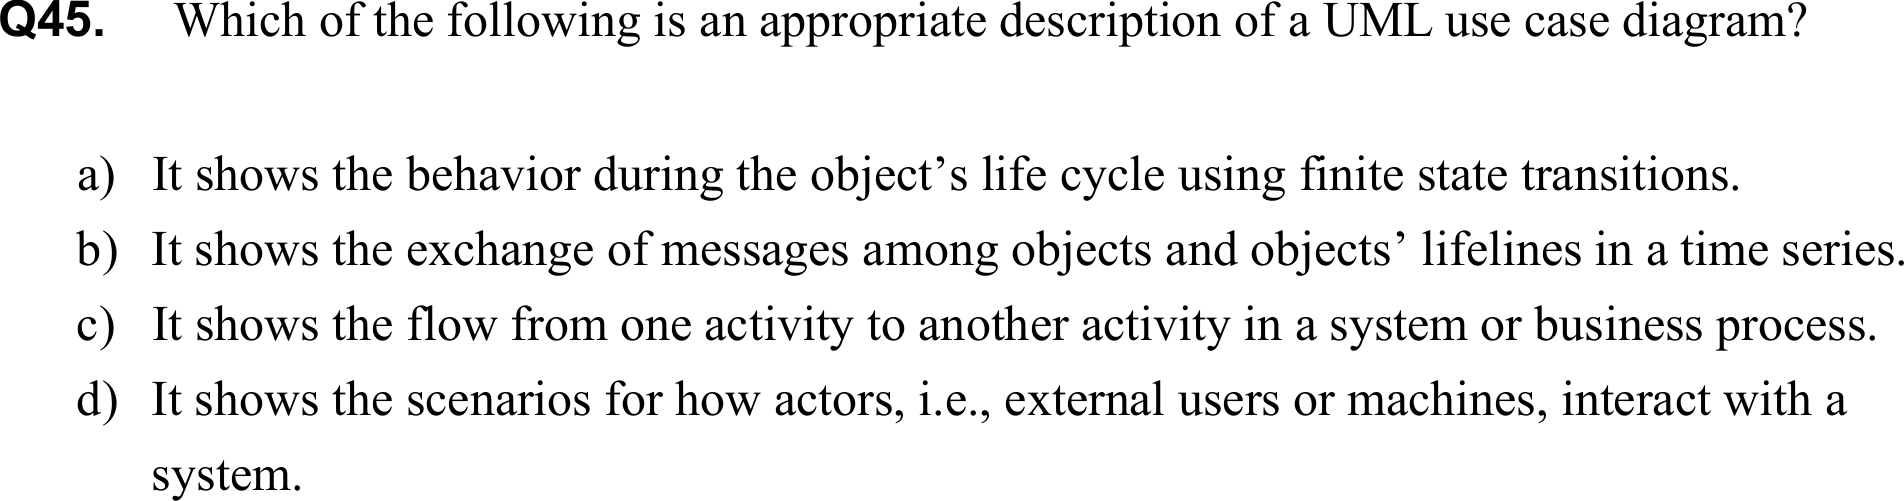 Q45. Which of the following is an appropriate description of a UML use case diagram?
a) It shows the behavior during the object’s life cycle using finite state transitions.
b) It shows the exchange of messages among objects and objects’ lifelines in a time series.
c) It shows the flow from one activity to another activity in a system or business process.
d) It shows the scenarios for how actors, i.e., external users or machines, interact with a
system.